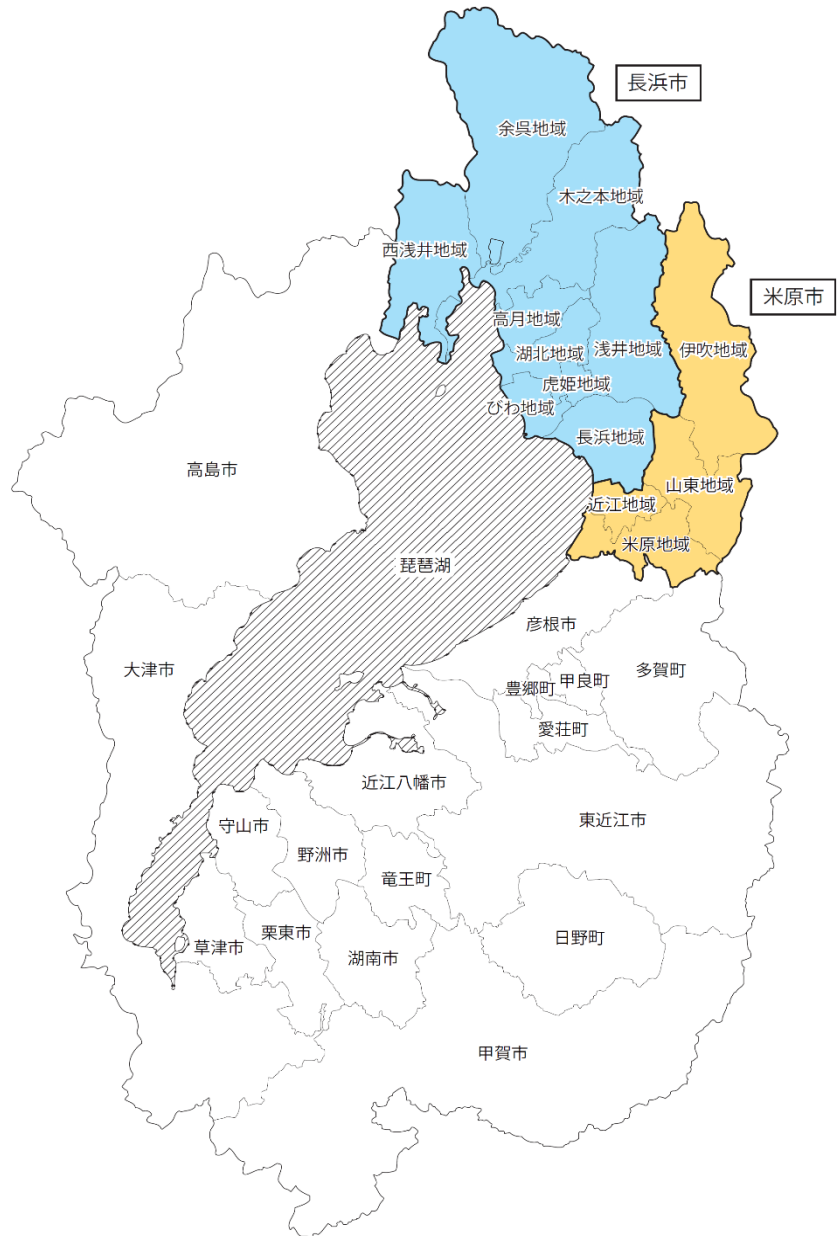 長浜市
余呉地域
木之本地域
西浅井地域
米原市
高月地域
浅井地域
伊吹地域
湖北地域
虎姫地域
びわ地域
長浜地域
高島市
山東地域
近江地域
米原地域
琵琶湖
彦根市
大津市
多賀町
甲良町
豊郷町
愛荘町
近江八幡市
東近江市
守山市
野洲市
竜王町
栗東市
日野町
草津市
湖南市
甲賀市